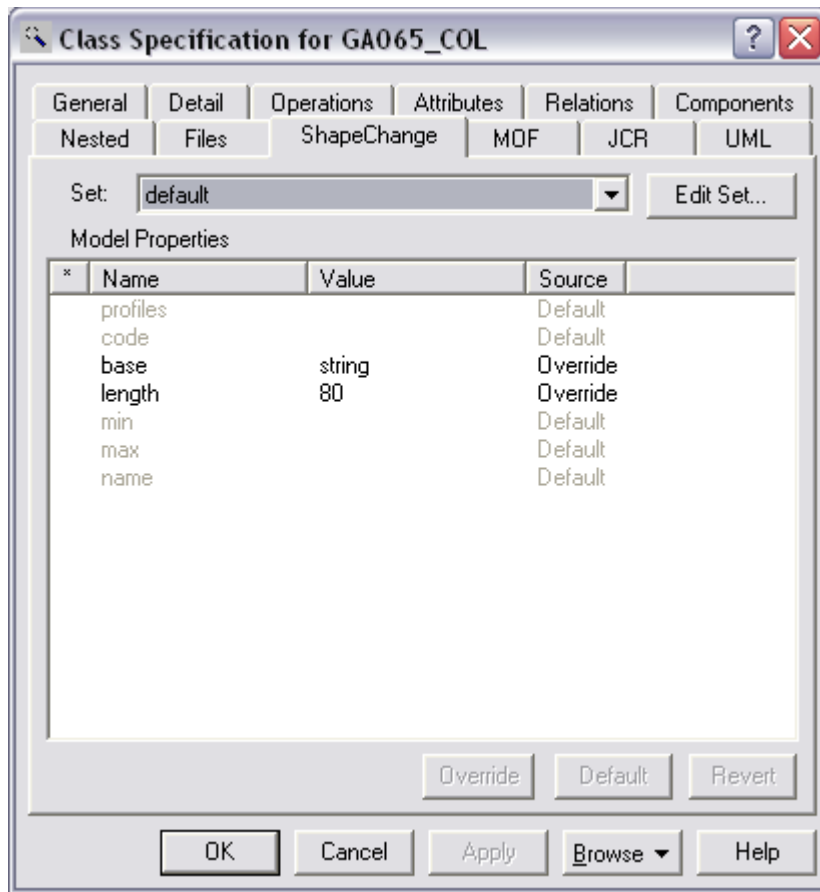 Class Specification for GA065_COL
General Detail Operations Attributes Relations Components
Nested Files ShapeChange MOF JCR UML
Set: default Edit Set...
Model Properties
* Name Value Source
profiles Default
code Default
base string Override
length 80 Override
min Default
max Default
name Default
Override Default Revert
OK Cancel Apply Browse Help